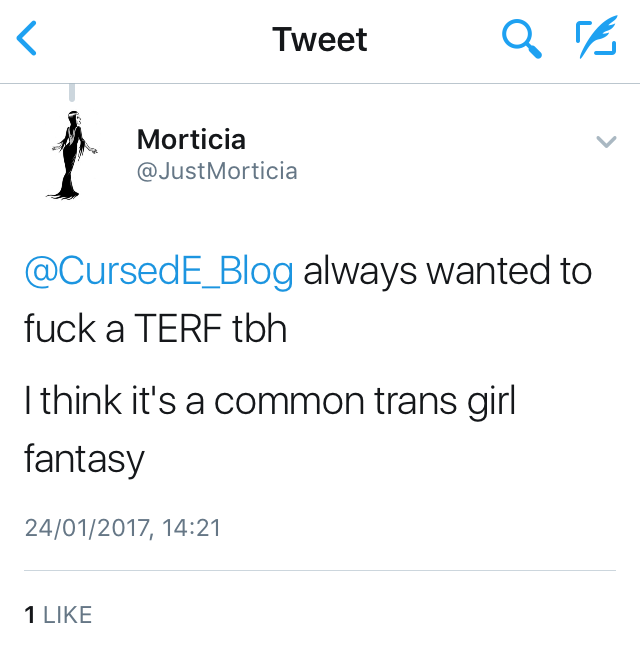 Tweet
Morticia
@JustMorticia
@CursedE_Blog always wanted to
fuck a TERF tbh
I think it's a common trans girl
fantasy
24/01/2017, 14:21
1 LIKE